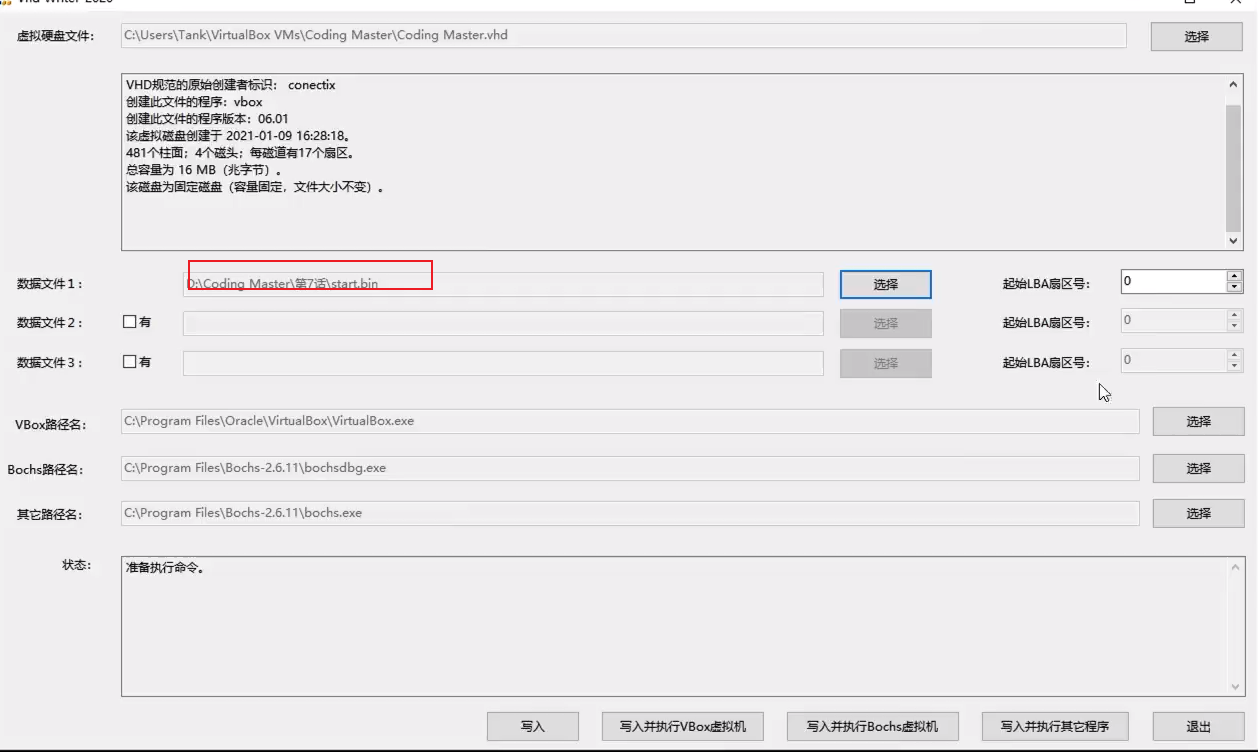 Vhd Writer 2020
虚拟硬盘文件: C:\Users\Tank\VirtualBox VMs\Coding Master\Coding Master.vhd 选择
VHD规范的原始创建者标识： conectix
创建此文件的程序：vbox
创建此文件的程序版本：06.01
该虚拟磁盘创建于 2021-01-09 16:28:18。
481个柱面；4个磁头；每磁道有17个扇区。
总容量为 16 MB（兆字节）。
该磁盘为固定磁盘（容量固定，文件大小不变）。
数据文件1: D:\Coding Master\第7话\start.bin 选择 起始LBA扇区号: 0
数据文件2: 有 选择 起始LBA扇区号: 0
数据文件3: 有 选择 起始LBA扇区号: 0
VBox路径名: C:\Program Files\Oracle\VirtualBox\VirtualBox.exe 选择
Bochs路径名: C:\Program Files\Bochs-2.6.11\bochsdbg.exe 选择
其它路径名: C:\Program Files\Bochs-2.6.11\bochs.exe 选择
状态: 准备执行命令。
写入 写入并执行VBox虚拟机 写入并执行Bochs虚拟机 写入并执行其它程序 退出